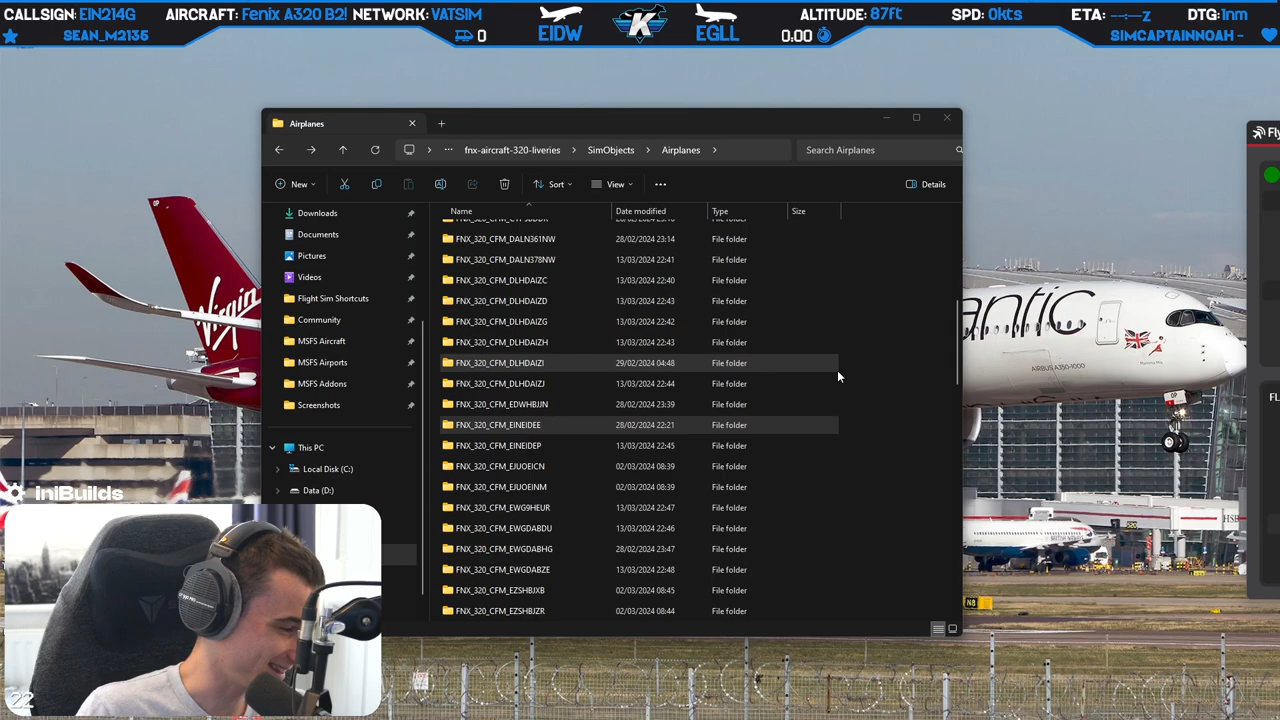 CALLSIGN: EIN214G
AIRCRAFT: Fenix A320 B2!
NETWORK: VATSIM
ALTITUDE: 87ft
SPD: 0kts
ETA: --:--z
DTG: 1nm
SEAN_M2135
0
EIDW
K
EGLL
0:00
SIMCAPTAINNOAH -
Airplanes
fnx-aircraft-320-liveries > SimObjects > Airplanes >
Search Airplanes
New
Sort
View
Details
Name
Date modified
Type
Size
Downloads
Documents
Pictures
Videos
Flight Sim Shortcuts
Community
MSFS Aircraft
MSFS Airports
MSFS Addons
Screenshots
This PC
Local Disk (C:)
Data (D:)
FNX_320_CFM_DALN361NW 28/02/2024 23:14 File folder
FNX_320_CFM_DALN378NW 13/03/2024 22:41 File folder
FNX_320_CFM_DLHDAIZC 13/03/2024 22:40 File folder
FNX_320_CFM_DLHDAIZD 13/03/2024 22:43 File folder
FNX_320_CFM_DLHDAIZG 13/03/2024 22:42 File folder
FNX_320_CFM_DLHDAIZH 13/03/2024 22:43 File folder
FNX_320_CFM_DLHDAIZI 29/02/2024 04:48 File folder
FNX_320_CFM_DLHDAIZJ 13/03/2024 22:44 File folder
FNX_320_CFM_EDWHBJJN 28/02/2024 23:39 File folder
FNX_320_CFM_EINEIDEE 28/02/2024 22:21 File folder
FNX_320_CFM_EINEIDEP 13/03/2024 22:45 File folder
FNX_320_CFM_EJUOEICN 02/03/2024 08:39 File folder
FNX_320_CFM_EJUOEINM 02/03/2024 08:39 File folder
FNX_320_CFM_EWG9HEUR 13/03/2024 22:47 File folder
FNX_320_CFM_EWGDABDU 13/03/2024 22:46 File folder
FNX_320_CFM_EWGDABHG 28/02/2024 23:47 File folder
FNX_320_CFM_EWGDABZE 13/03/2024 22:48 File folder
FNX_320_CFM_EZSHBJXB 02/03/2024 08:45 File folder
FNX_320_CFM_EZSHBJZR 02/03/2024 08:44 File folder
Virgin
antic
AIRBUS A350-1000
Fly
FL
iniBuilds
N8
22